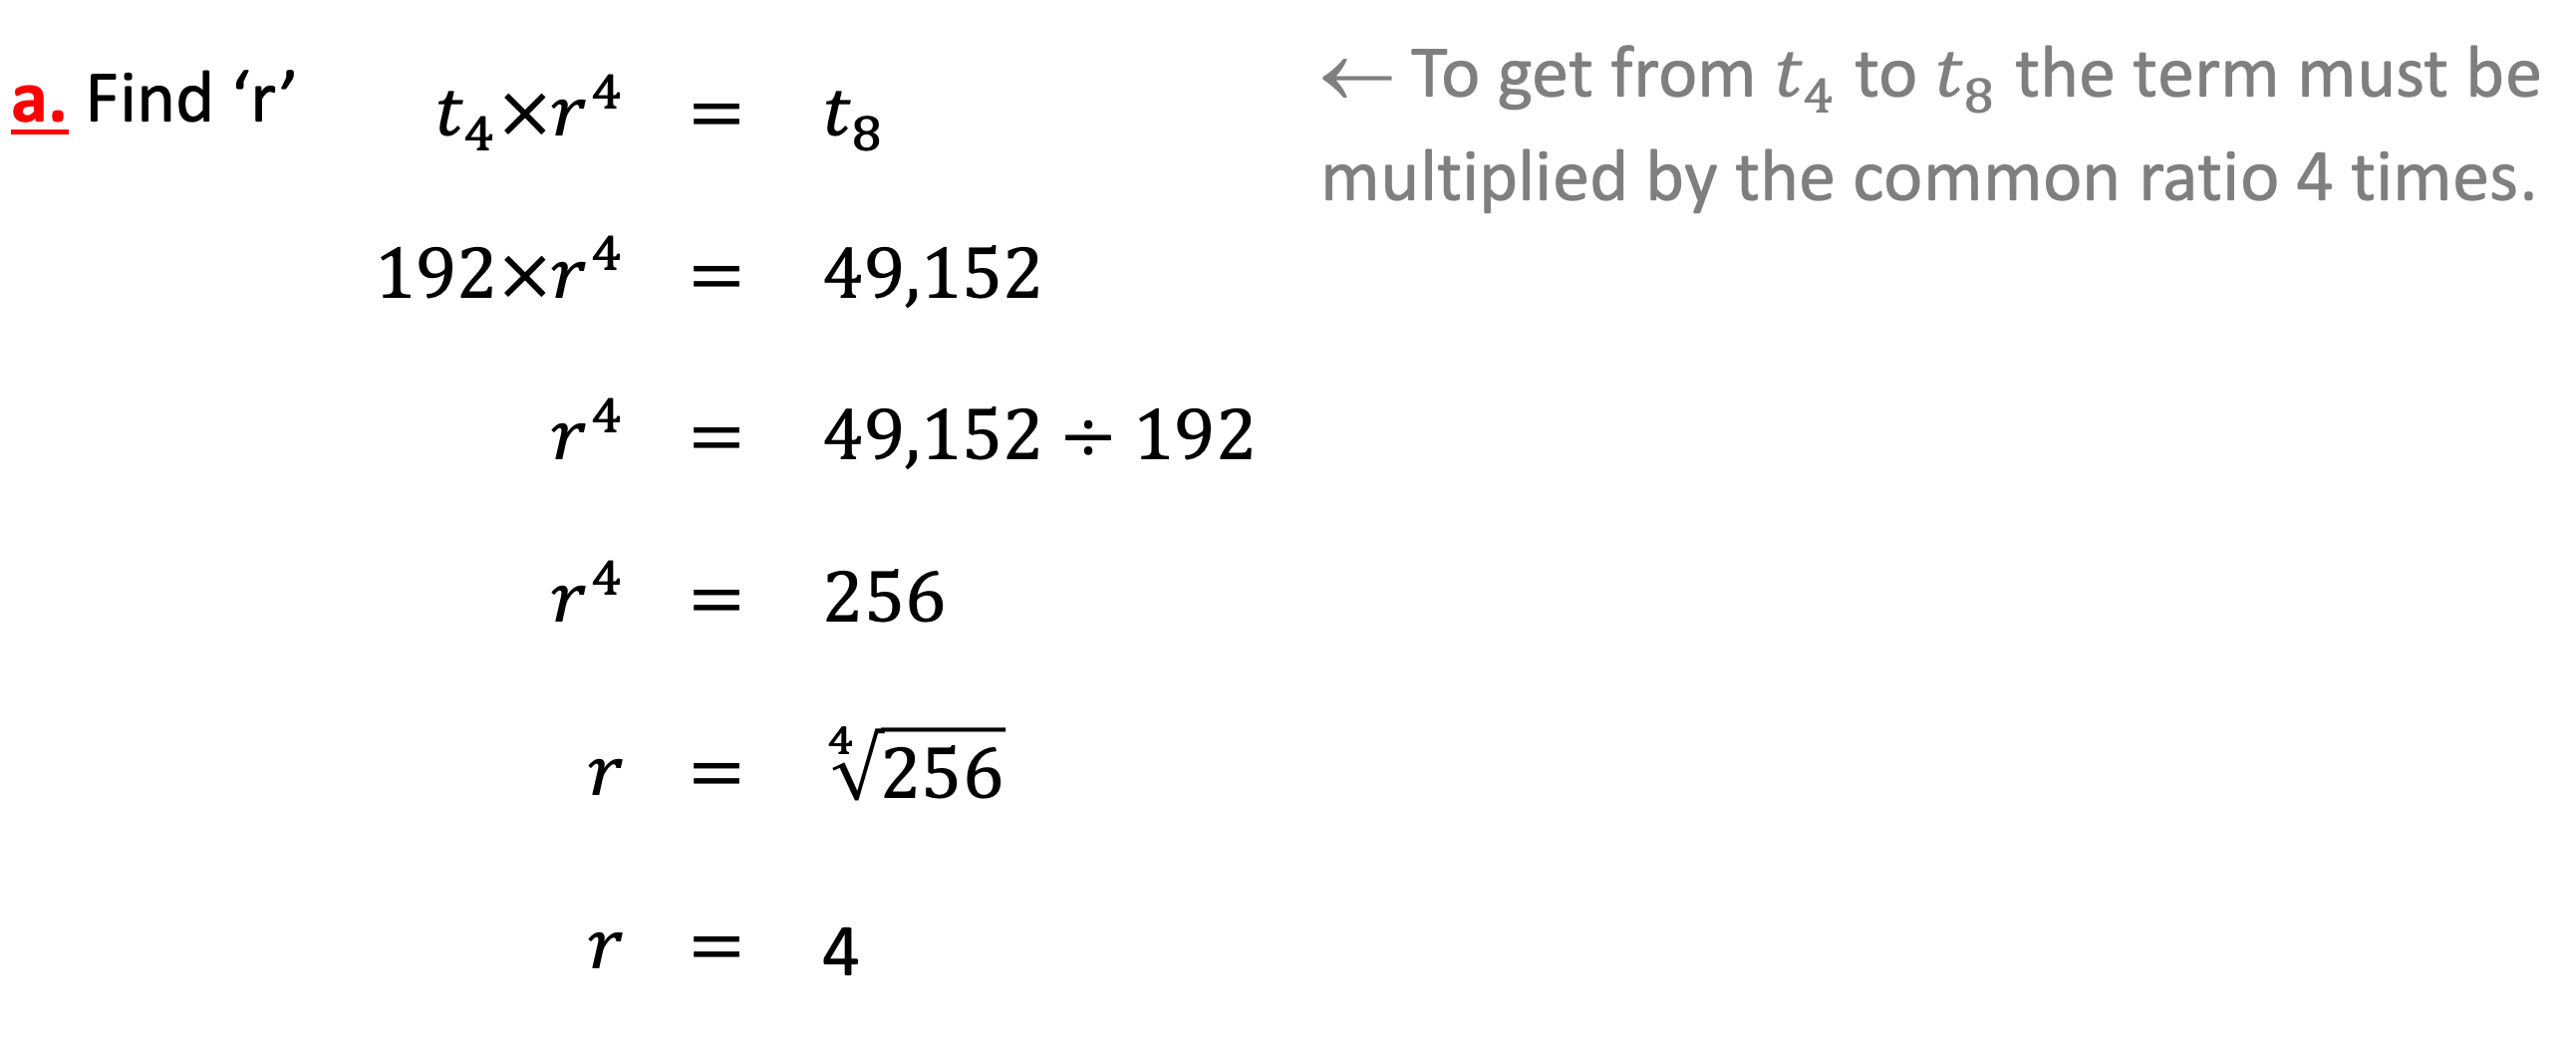 a. Find ‘r’ t₄×r⁴ = t₈ ← To get from t₄ to t₈ the term must be
multiplied by the common ratio 4 times.
192×r⁴ = 49,152
r⁴ = 49,152 ÷ 192
r⁴ = 256
r = ∜256
r = 4